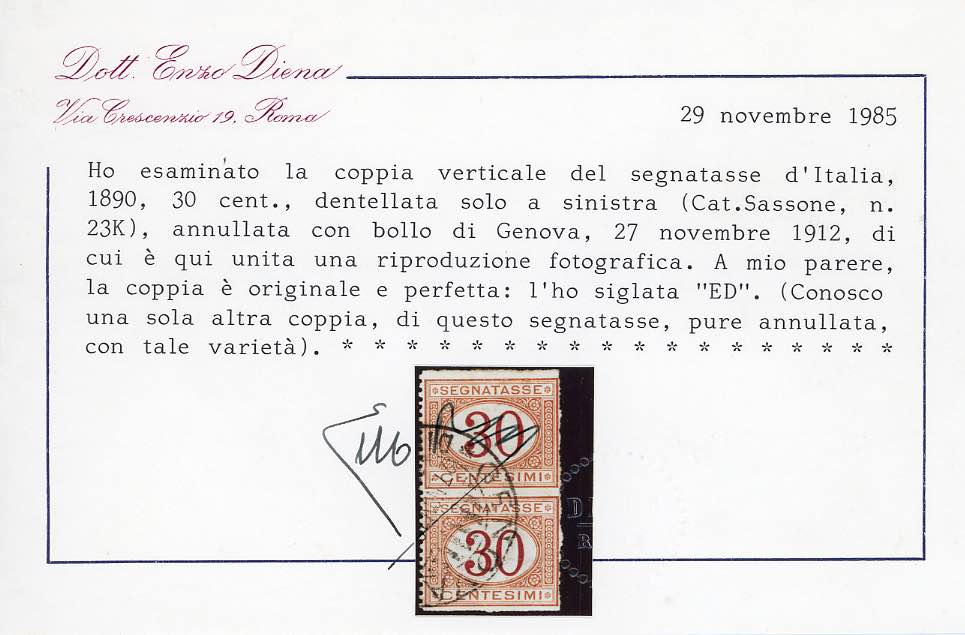 Dott. Enzo Diena
Via Crescenzio 19, Roma
29 novembre 1985
Ho esaminato la coppia verticale del segnatasse d'Italia,
1890, 30 cent., dentellata solo a sinistra (Cat.Sassone, n.
23K), annullata con bollo di Genova, 27 novembre 1912, di
cui è qui unita una riproduzione fotografica. A mio parere,
la coppia è originale e perfetta: l'ho siglata "ED". (Conosco
una sola altra coppia, di questo segnatasse, pure annullata,
con tale varietà). * * * * * * * * * * * * * * * * * *
SEGNATASSE
30
CENTESIMI
SEGNATASSE
30
CENTESIMI